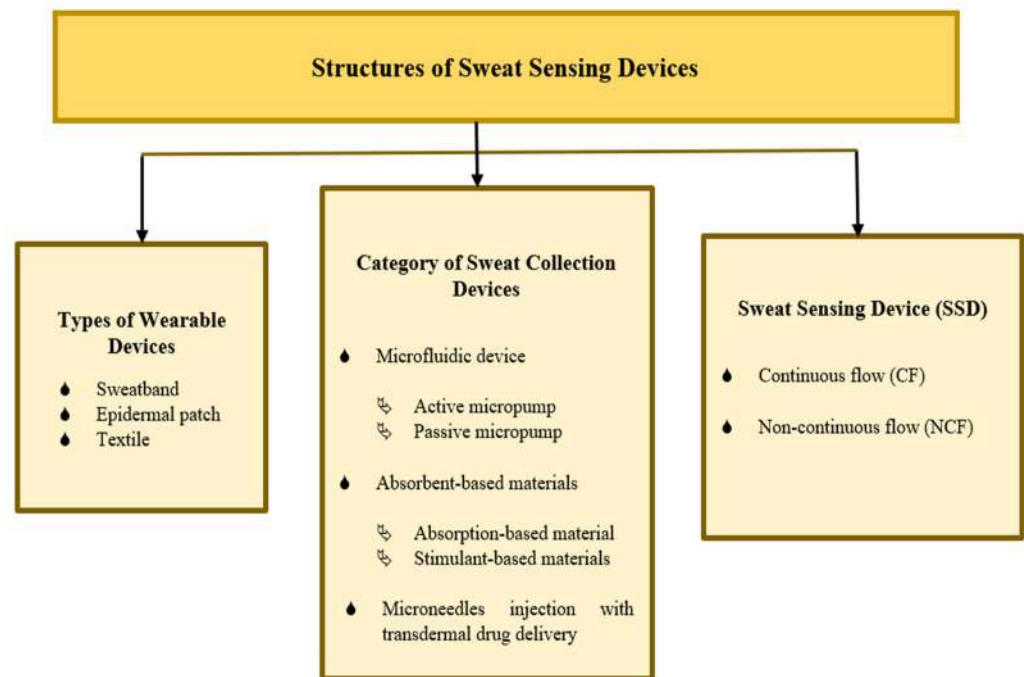 Structures of Sweat Sensing Devices
Types of Wearable
Devices
Sweatband
Epidermal patch
Textile
Category of Sweat Collection
Devices
Microfluidic device
Active micropump
Passive micropump
Absorbent-based materials
Absorption-based material
Stimulant-based materials
Microneedles injection with
transdermal drug delivery
Sweat Sensing Device (SSD)
Continuous flow (CF)
Non-continuous flow (NCF)